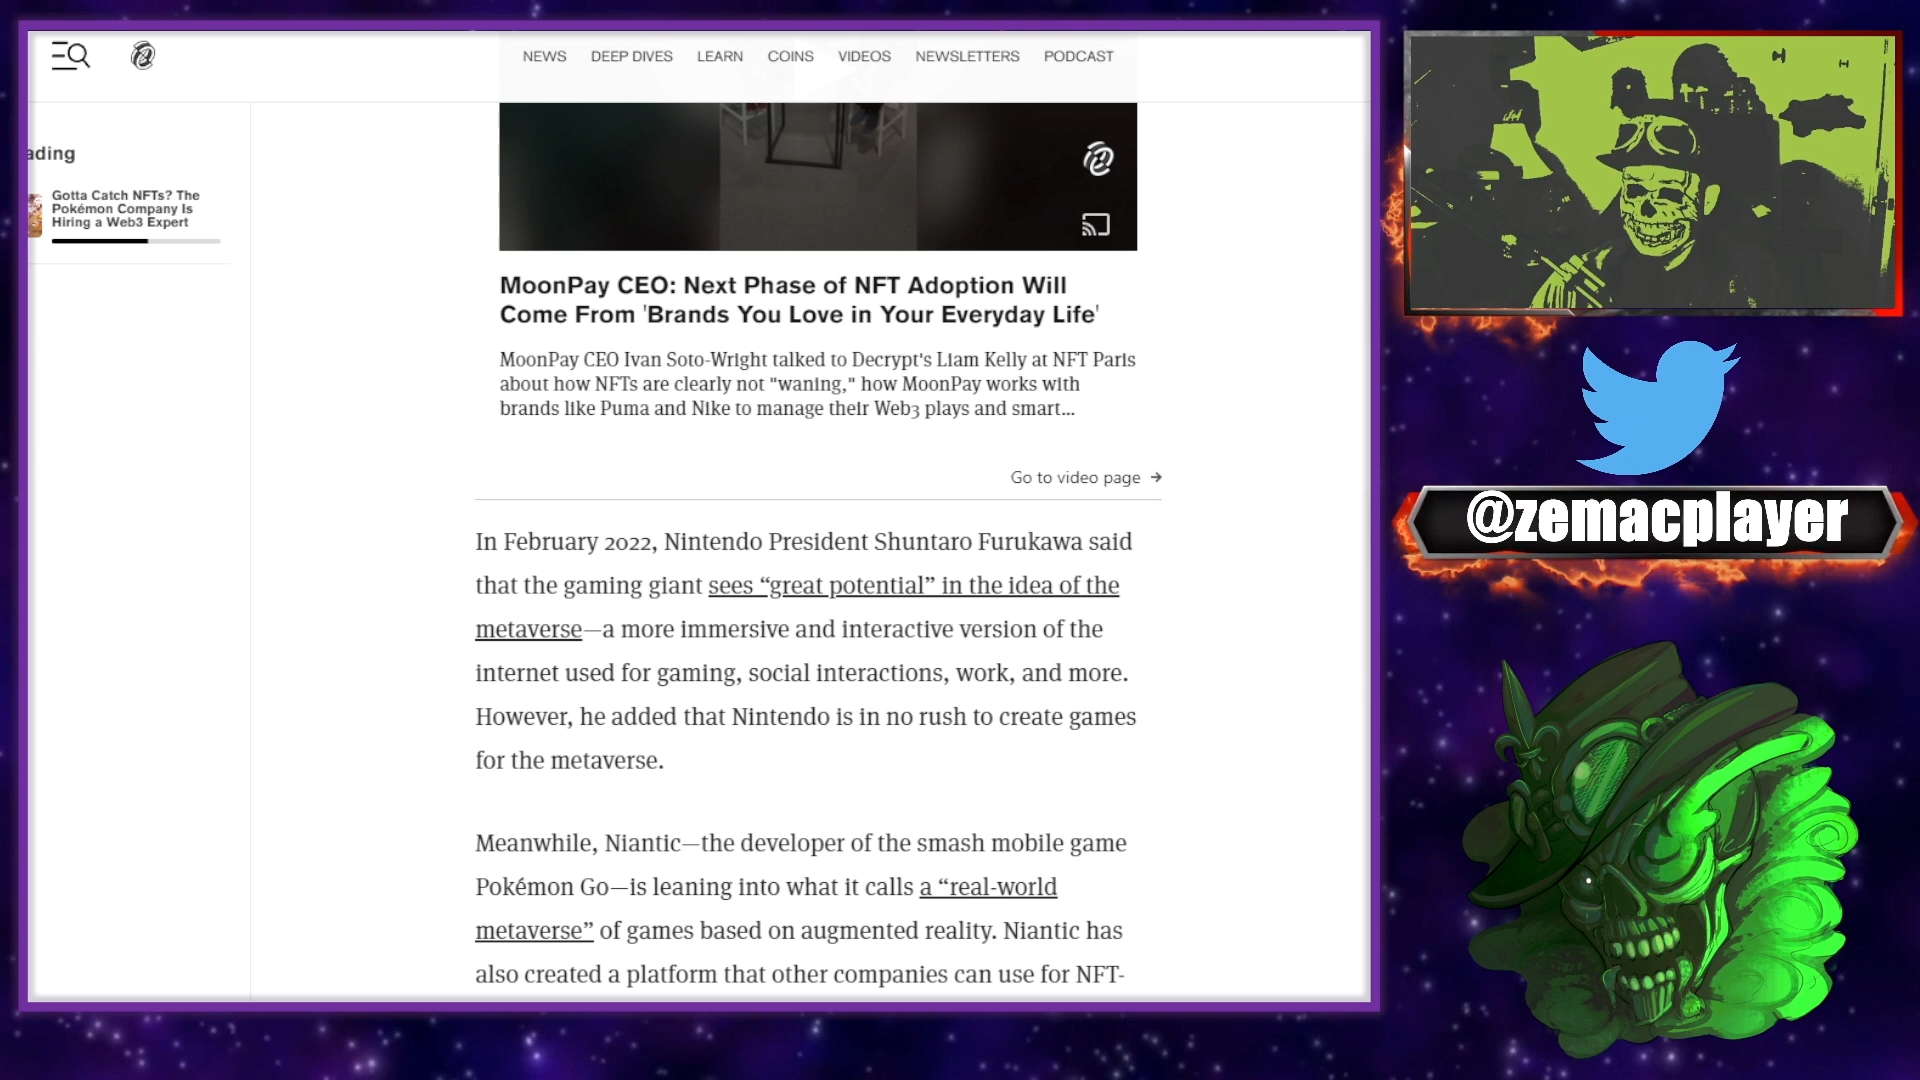 NEWS DEEP DIVES LEARN COINS VIDEOS NEWSLETTERS PODCAST
ading
Gotta Catch NFTs? The
Pokémon Company Is
Hiring a Web3 Expert
MoonPay CEO: Next Phase of NFT Adoption Will
Come From 'Brands You Love in Your Everyday Life'
MoonPay CEO Ivan Soto-Wright talked to Decrypt's Liam Kelly at NFT Paris
about how NFTs are clearly not "waning," how MoonPay works with
brands like Puma and Nike to manage their Web3 plays and smart...
Go to video page →
In February 2022, Nintendo President Shuntaro Furukawa said
that the gaming giant sees “great potential” in the idea of the
metaverse—a more immersive and interactive version of the
internet used for gaming, social interactions, work, and more.
However, he added that Nintendo is in no rush to create games
for the metaverse.
Meanwhile, Niantic—the developer of the smash mobile game
Pokémon Go—is leaning into what it calls a “real-world
metaverse” of games based on augmented reality. Niantic has
also created a platform that other companies can use for NFT-
@zemacplayer